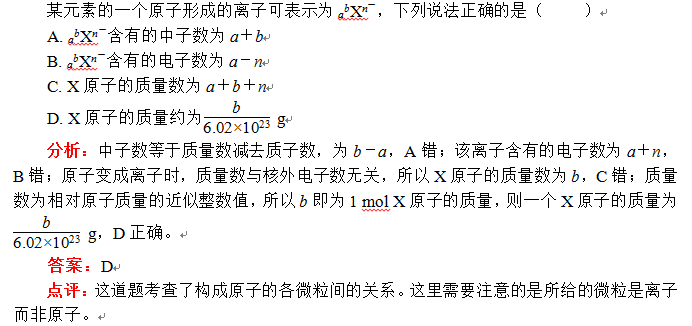 某元素的一个原子形成的离子可表示为 ₐᵇXⁿ⁻，下列说法正确的是（　　）
A. ₐᵇXⁿ⁻含有的中子数为 a＋b
B. ₐᵇXⁿ⁻含有的电子数为 a－n
C. X 原子的质量数为 a＋b＋n
D. X 原子的质量约为 b/6.02×10²³ g
分析：中子数等于质量数减去质子数，为 b－a，A 错；该离子含有的电子数为 a＋n，
B 错；原子变成离子时，质量数与核外电子数无关，所以 X 原子的质量数为 b，C 错；质量
数为相对原子质量的近似整数值，所以 b 即为 1 mol X 原子的质量，则一个 X 原子的质量为
b/6.02×10²³ g，D 正确。
答案：D
点评：这道题考查了构成原子的各微粒间的关系。这里需要注意的是所给的微粒是离子
而非原子。